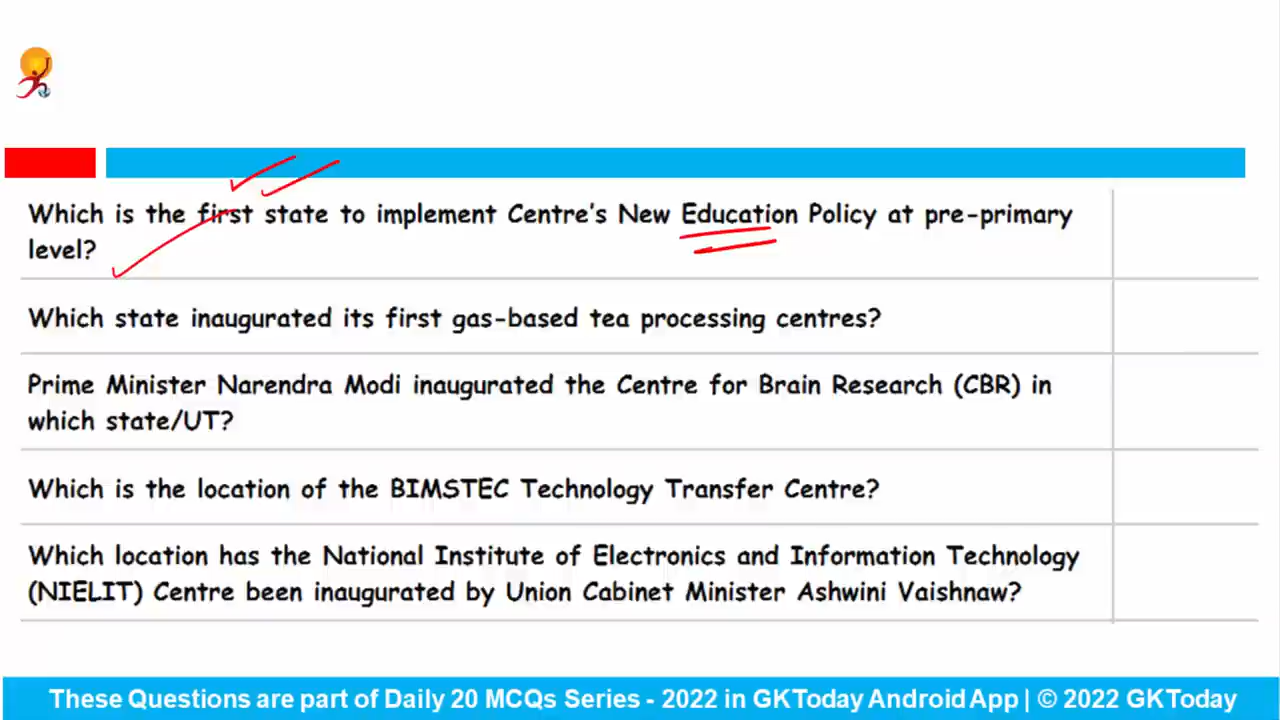 Which is the first state to implement Centre's New Education Policy at pre-primary
level?
Which state inaugurated its first gas-based tea processing centres?
Prime Minister Narendra Modi inaugurated the Centre for Brain Research (CBR) in
which state/UT?
Which is the location of the BIMSTEC Technology Transfer Centre?
Which location has the National Institute of Electronics and Information Technology
(NIELIT) Centre been inaugurated by Union Cabinet Minister Ashwini Vaishnaw?
These Questions are part of Daily 20 MCQs Series - 2022 in GKToday Android App | © 2022 GKToday